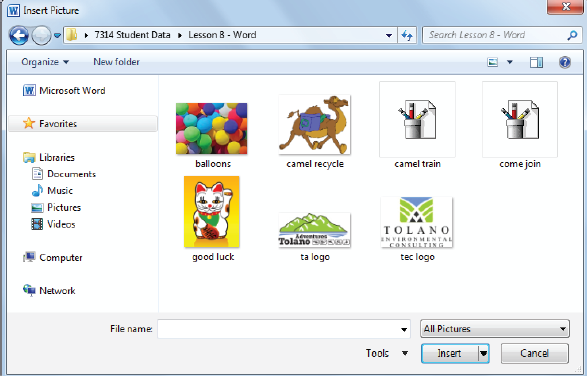 Insert Picture
7314 Student Data
Lesson 8 - Word
Search Lesson 8 - Word
Organize
New folder
Microsoft Word
Favorites
Libraries
Documents
Music
Pictures
Videos
Computer
Network
balloons
camel recycle
camel train
come join
good luck
Adventures
Tolano
ta logo
TOLANO
ENVIRONMENTAL
CONSULTING
tec logo
File name:
All Pictures
Tools
Insert
Cancel